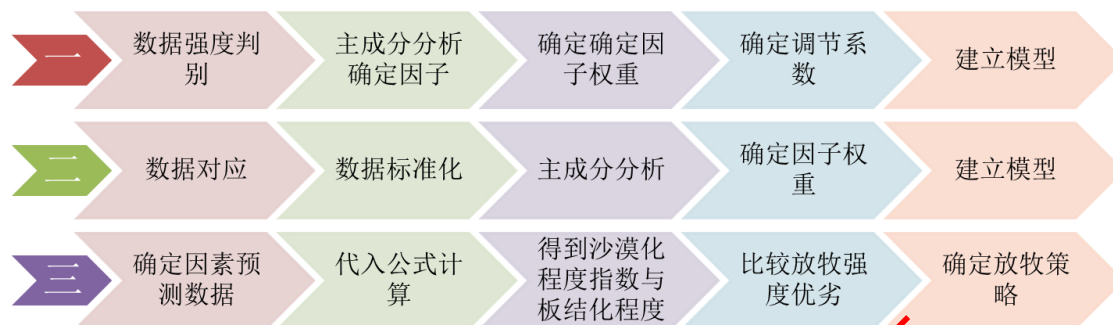 一
数据强度判
别
主成分分析
确定因子
确定确定因
子权重
确定调节系
数
建立模型
二
数据对应
数据标准化
主成分分析
确定因子权
重
建立模型
三
确定因素预
测数据
代入公式计
算
得到沙漠化
程度指数与
板结化程度
比较放牧强
度优劣
确定放牧策
略